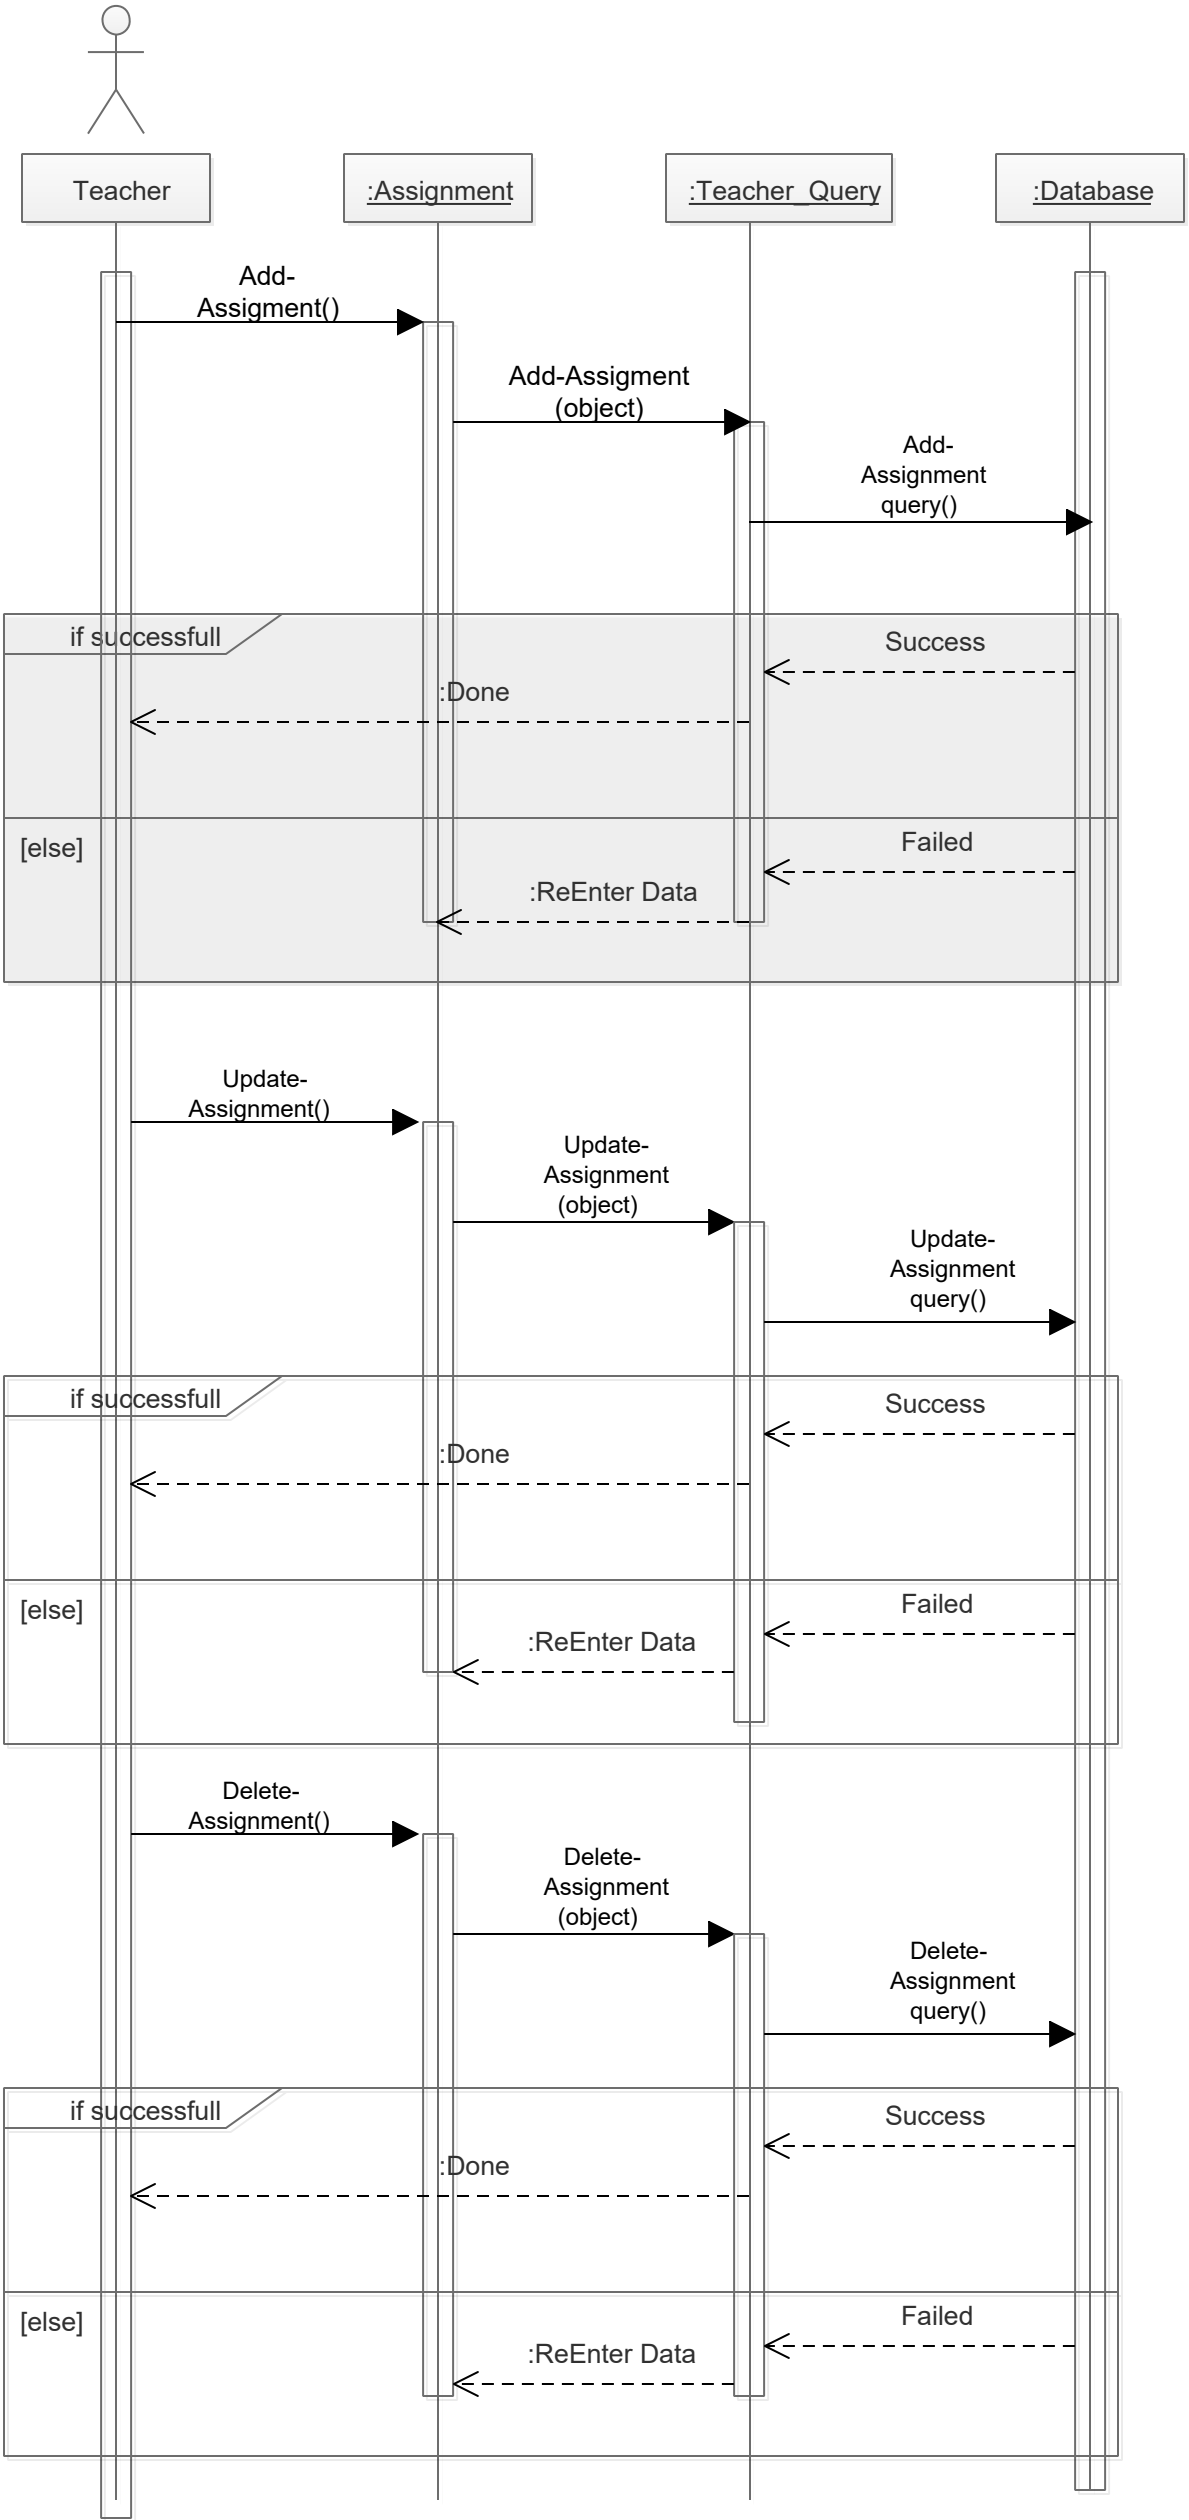 Teacher
:Assignment
:Teacher_Query
:Database
Add-
Assigment()
Add-Assigment
(object)
Add-
Assignment
query()
if successfull
Success
:Done
[else]
Failed
:ReEnter Data
Update-
Assignment()
Update-
Assignment
(object)
Update-
Assignment
query()
if successfull
Success
:Done
[else]
Failed
:ReEnter Data
Delete-
Assignment()
Delete-
Assignment
(object)
Delete-
Assignment
query()
if successfull
Success
:Done
[else]
Failed
:ReEnter Data